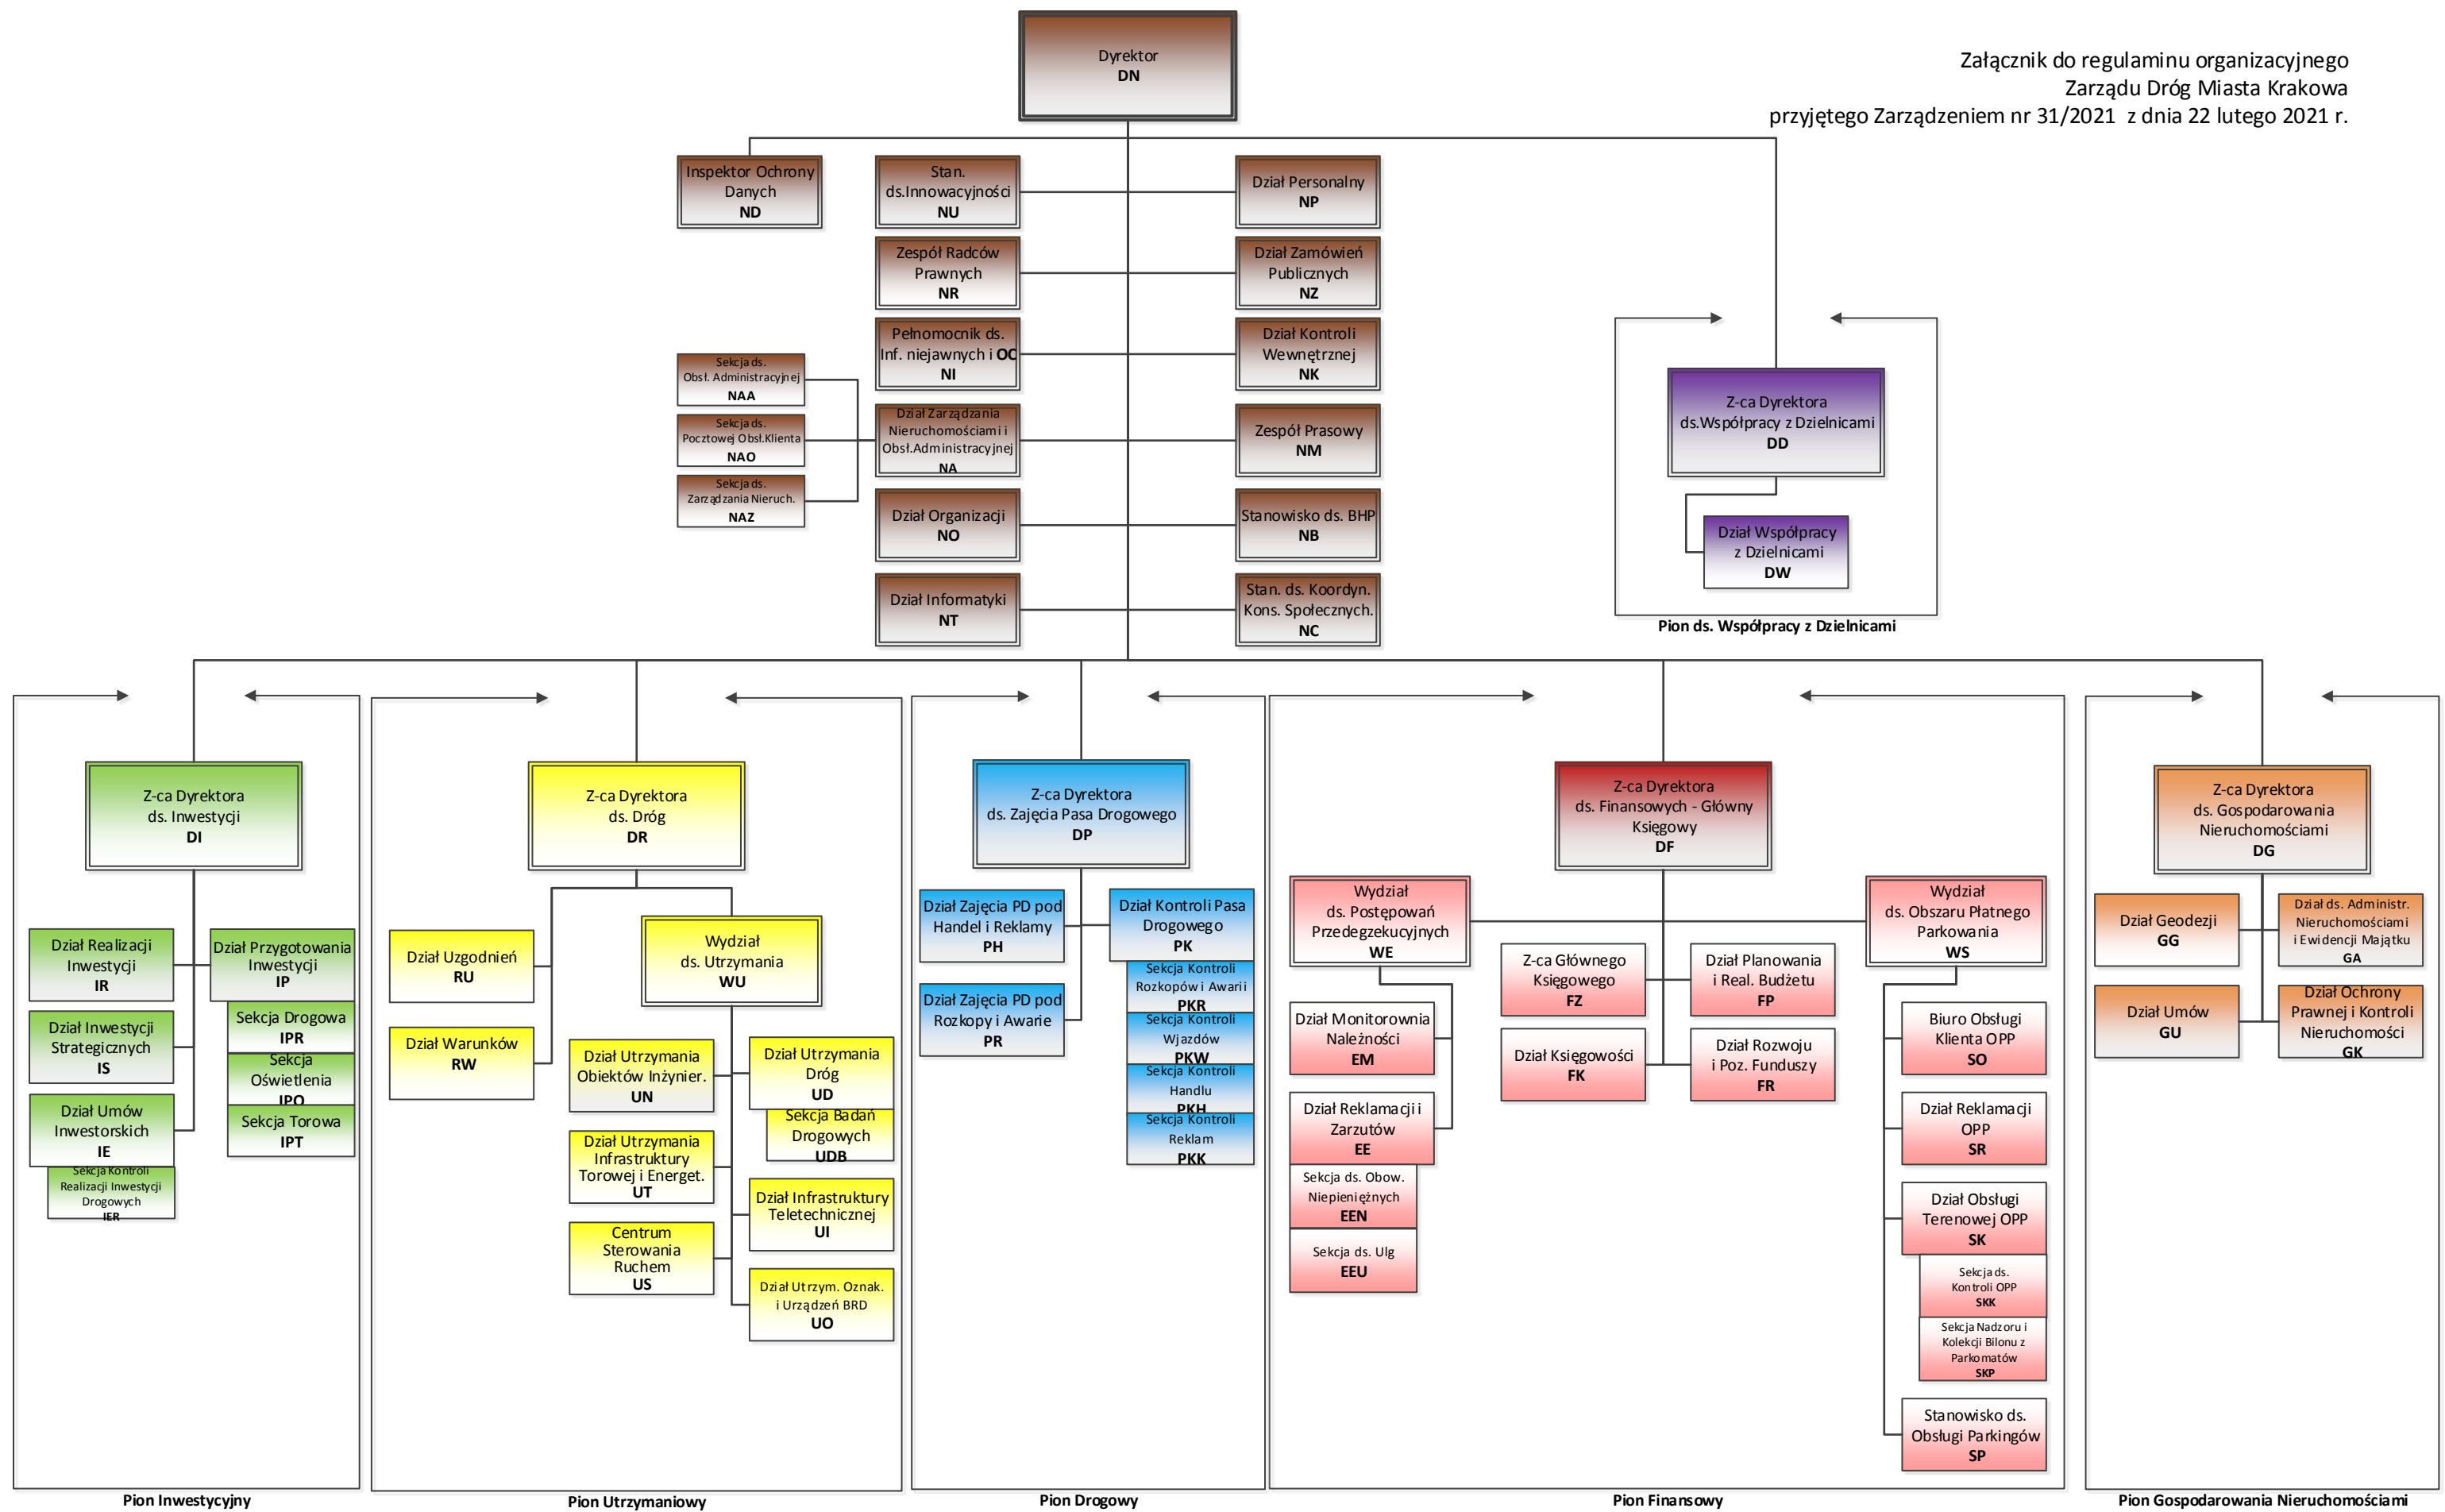 Dyrektor
DN
Załącznik do regulaminu organizacyjnego
Zarządu Dróg Miasta Krakowa
przyjętego Zarządzeniem nr 31/2021 z dnia 22 lutego 2021 r.
Inspektor Ochrony
Danych
ND
Stan.
ds.Innowacyjności
NU
Dział Personalny
NP
Zespół Radców
Prawnych
NR
Dział Zamówień
Publicznych
NZ
Pełnomocnik ds.
Inf. niejawnych i OC
NI
Dział Kontroli
Wewnętrznej
NK
Sekcja ds.
Obsł. Administracyjnej
NAA
Sekcja ds.
Pocztowej Obsł.Klienta
NAO
Sekcja ds.
Zarządzania Nieruch.
NAZ
Dział Zarządzania
Nieruchomościami i
Obsł.Administracyjnej
NA
Zespół Prasowy
NM
Dział Organizacji
NO
Stanowisko ds. BHP
NB
Dział Informatyki
NT
Stan. ds. Koordyn.
Kons. Społecznych.
NC
Z-ca Dyrektora
ds.Współpracy z Dzielnicami
DD
Dział Współpracy
z Dzielnicami
DW
Pion ds. Współpracy z Dzielnicami
Z-ca Dyrektora
ds. Inwestycji
DI
Dział Realizacji
Inwestycji
IR
Dział Przygotowania
Inwestycji
IP
Sekcja Drogowa
IPR
Sekcja
Oświetlenia
IPO
Sekcja Torowa
IPT
Dział Inwestycji
Strategicznych
IS
Dział Umów
Inwestorskich
IE
Sekcja Kontroli
Realizacji Inwestycji
Drogowych
IER
Pion Inwestycyjny
Z-ca Dyrektora
ds. Dróg
DR
Dział Uzgodnień
RU
Dział Warunków
RW
Wydział
ds. Utrzymania
WU
Dział Utrzymania
Obiektów Inżynier.
UN
Dział Utrzymania
Dróg
UD
Sekcja Badań
Drogowych
UDB
Dział Utrzymania
Infrastruktury
Torowej i Energet.
UT
Dział Infrastruktury
Teletechnicznej
UI
Centrum
Sterowania
Ruchem
US
Dział Utrzym. Oznak.
i Urządzeń BRD
UO
Pion Utrzymaniowy
Z-ca Dyrektora
ds. Zajęcia Pasa Drogowego
DP
Dział Zajęcia PD pod
Handel i Reklamy
PH
Dział Zajęcia PD pod
Rozkopy i Awarie
PR
Dział Kontroli Pasa
Drogowego
PK
Sekcja Kontroli
Rozkopów i Awarii
PKR
Sekcja Kontroli
Wjazdów
PKW
Sekcja Kontroli
Handlu
PKH
Sekcja Kontroli
Reklam
PKK
Pion Drogowy
Z-ca Dyrektora
ds. Finansowych - Główny
Księgowy
DF
Wydział
ds. Postępowań
Przedegzekucyjnych
WE
Dział Monitorownia
Należności
EM
Dział Reklamacji i
Zarzutów
EE
Sekcja ds. Obow.
Niepieniężnych
EEN
Sekcja ds. Ulg
EEU
Z-ca Głównego
Księgowego
FZ
Dział Planowania
i Real. Budżetu
FP
Dział Księgowości
FK
Dział Rozwoju
i Poz. Funduszy
FR
Wydział
ds. Obszaru Płatnego
Parkowania
WS
Biuro Obsługi
Klienta OPP
SO
Dział Reklamacji
OPP
SR
Dział Obsługi
Terenowej OPP
SK
Sekcja ds.
Kontroli OPP
SKK
Sekcja Nadzoru i
Kolekcji Bilonu z
Parkomatów
SKP
Stanowisko ds.
Obsługi Parkingów
SP
Pion Finansowy
Z-ca Dyrektora
ds. Gospodarowania
Nieruchomościami
DG
Dział Geodezji
GG
Dział ds. Administr.
Nieruchomościami
i Ewidencji Majątku
GA
Dział Umów
GU
Dział Ochrony
Prawnej i Kontroli
Nieruchomości
GK
Pion Gospodarowania Nieruchomościami